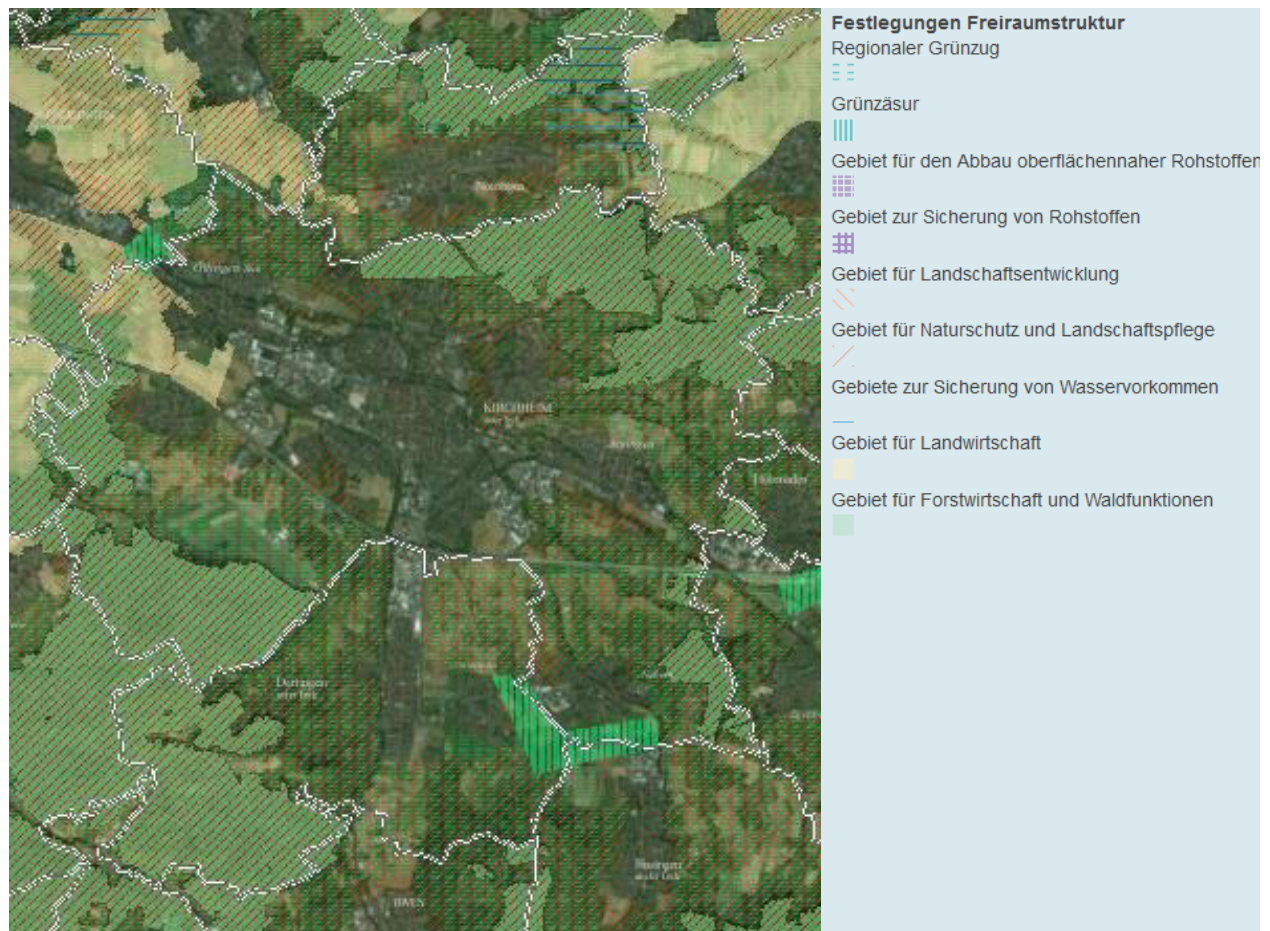 Festlegungen Freiraumstruktur
Regionaler Grünzug
Grünzäsur
Gebiet für den Abbau oberflächennaher Rohstoffen
Gebiet zur Sicherung von Rohstoffen
Gebiet für Landschaftsentwicklung
Gebiet für Naturschutz und Landschaftspflege
Gebiete zur Sicherung von Wasservorkommen
Gebiet für Landwirtschaft
Gebiet für Forstwirtschaft und Waldfunktionen
KIRCHHEIM
OWEN